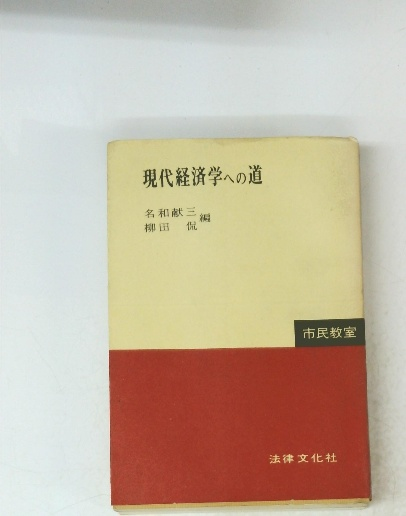 現代経済学への道
名和献三
柳田 侃
編
市民教室
法律文化社